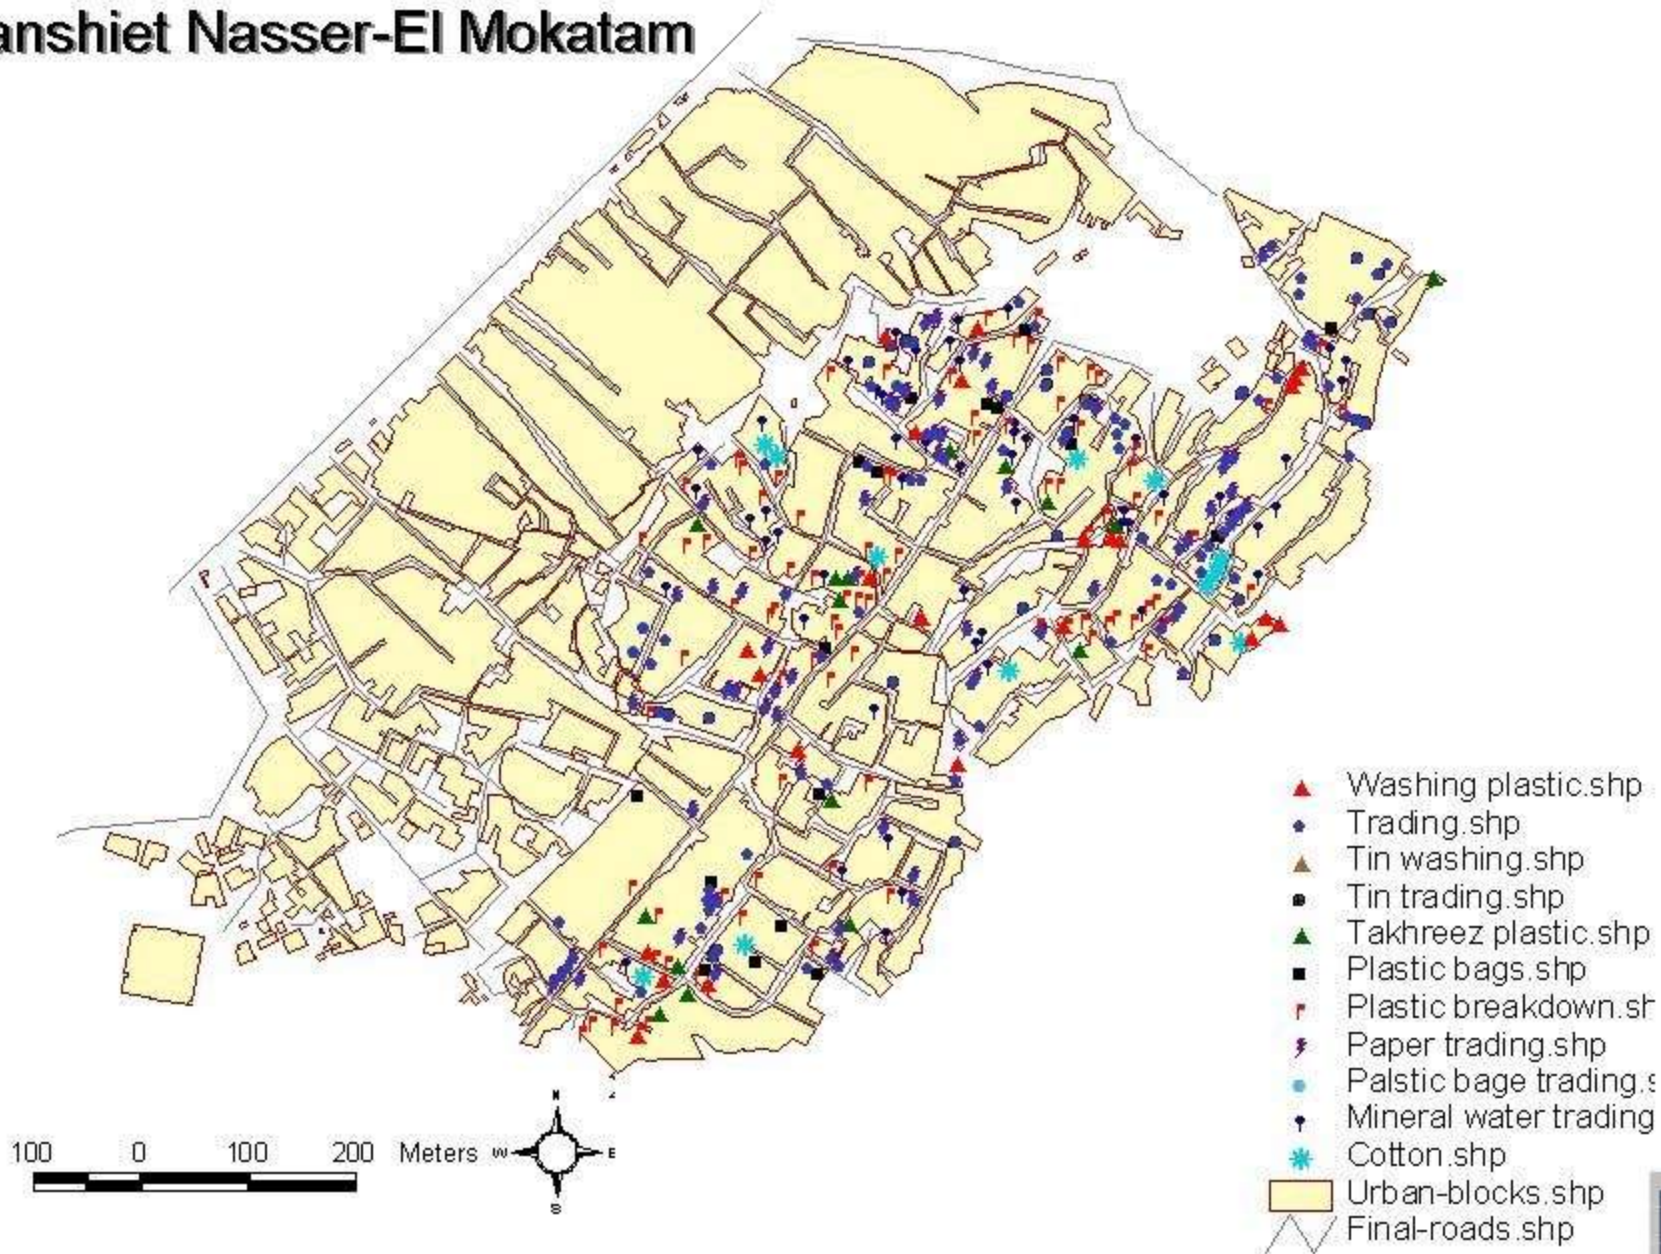 anshiet Nasser-El Mokatam
Washing plastic.shp
Trading.shp
Tin washing.shp
Tin trading.shp
Takhreez plastic.shp
Plastic bags.shp
Plastic breakdown.sh
Paper trading.shp
Palstic bage trading.s
Mineral water trading
Cotton.shp
Urban-blocks.shp
Final-roads.shp
100 0 100 200 Meters
N
W E
S